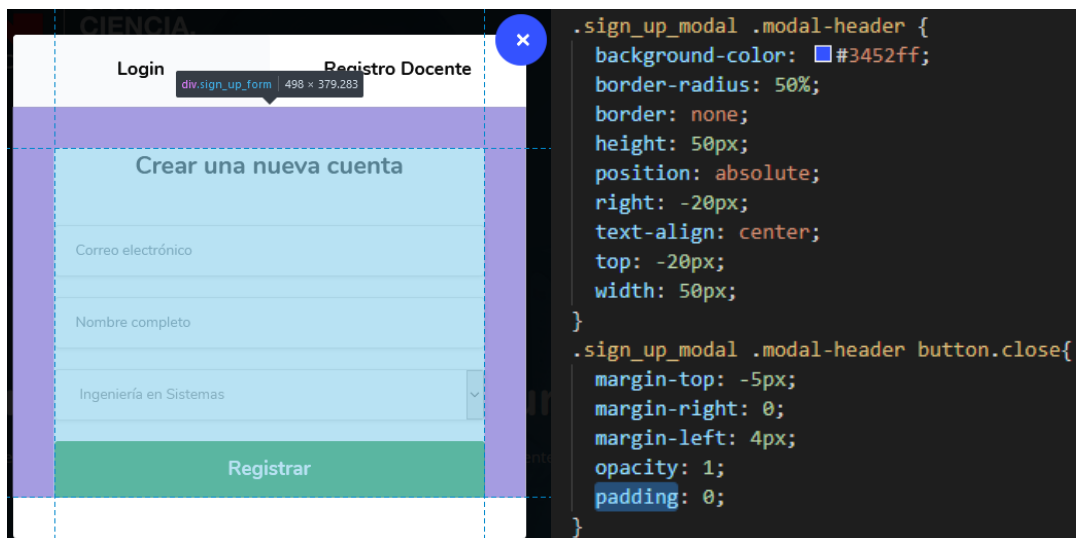 CIENCIA.
×
Login
Registro Docente
div.sign_up_form 498 × 379.283
Crear una nueva cuenta
Correo electrónico
Nombre completo
Ingeniería en Sistemas
Registrar
.sign_up_modal .modal-header {
background-color: #3452ff;
border-radius: 50%;
border: none;
height: 50px;
position: absolute;
right: -20px;
text-align: center;
top: -20px;
width: 50px;
}
.sign_up_modal .modal-header button.close{
margin-top: -5px;
margin-right: 0;
margin-left: 4px;
opacity: 1;
padding: 0;
}